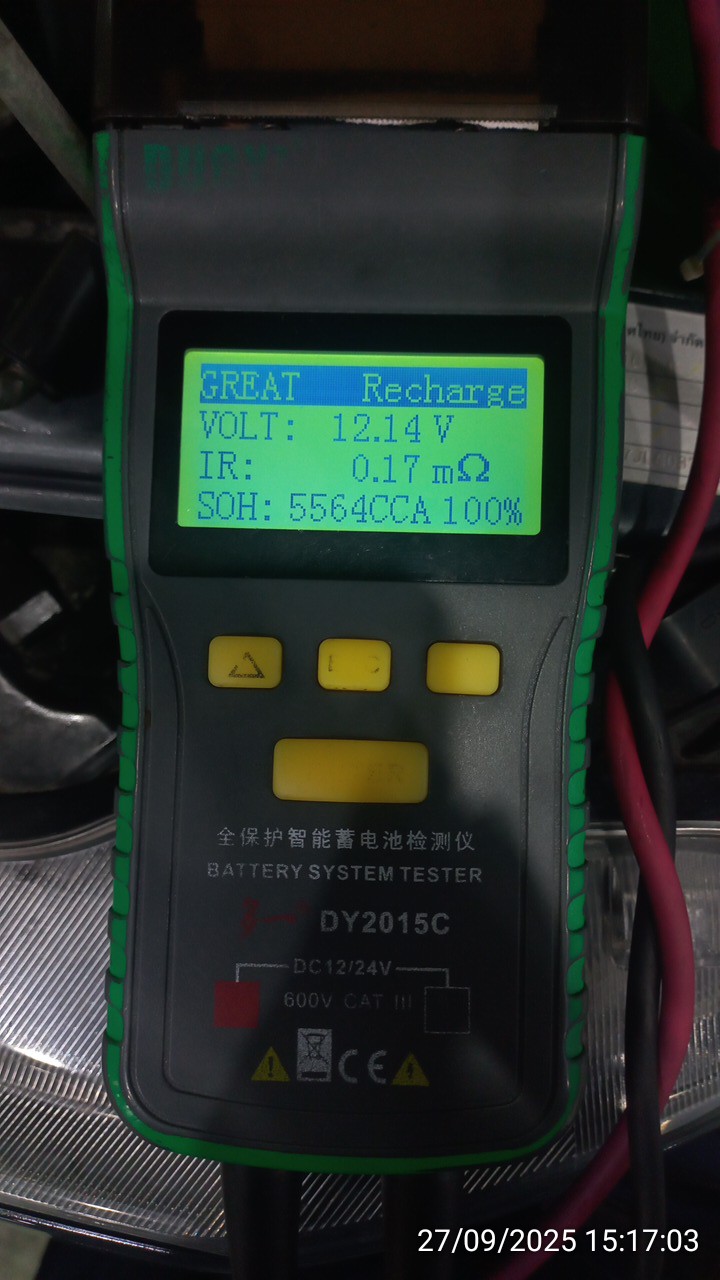 GREAT Recharge
VOLT: 12.14 V
IR: 0.17 mΩ
SOH: 5564CCA 100%
全保护智能蓄电池检测仪
BATTERY SYSTEM TESTER
DY2015C
DC12/24V
600V CAT III
CE
27/09/2025 15:17:03